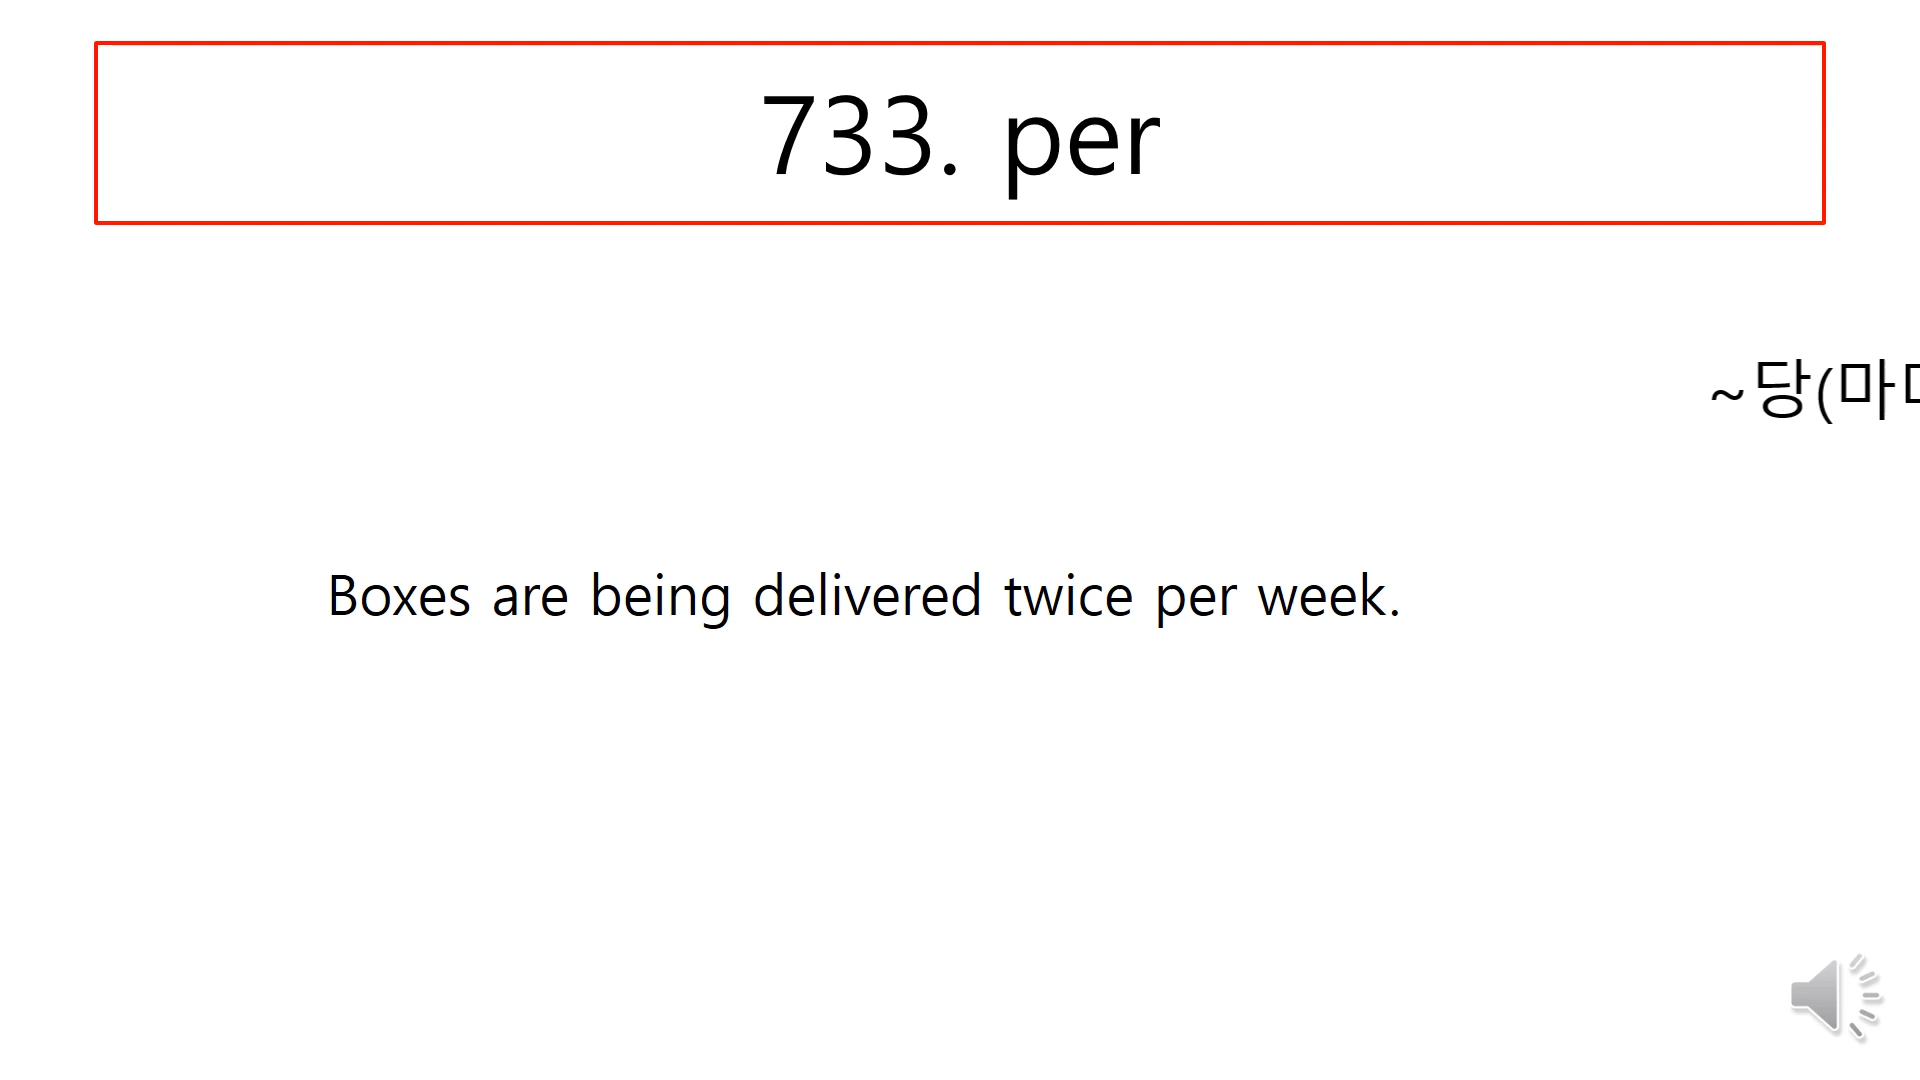 733. per
~당(마
Boxes are being delivered twice per week.